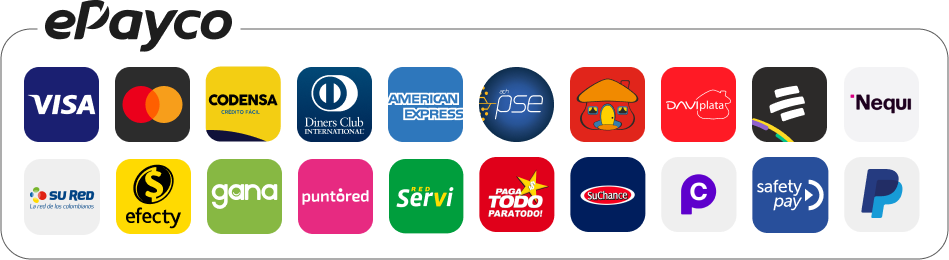 ePayco
VISA
CODENSA
CRÉDITO FÁCIL
Diners Club
INTERNATIONAL
AMERICAN
EXPRESS
ach
pse
DAVIplata
Nequi
su Red
La red de los colombianos
efecty
gana
puntored
RED
Servi
PAGA
TODO
PARATODO!
SuChance
safety
pay